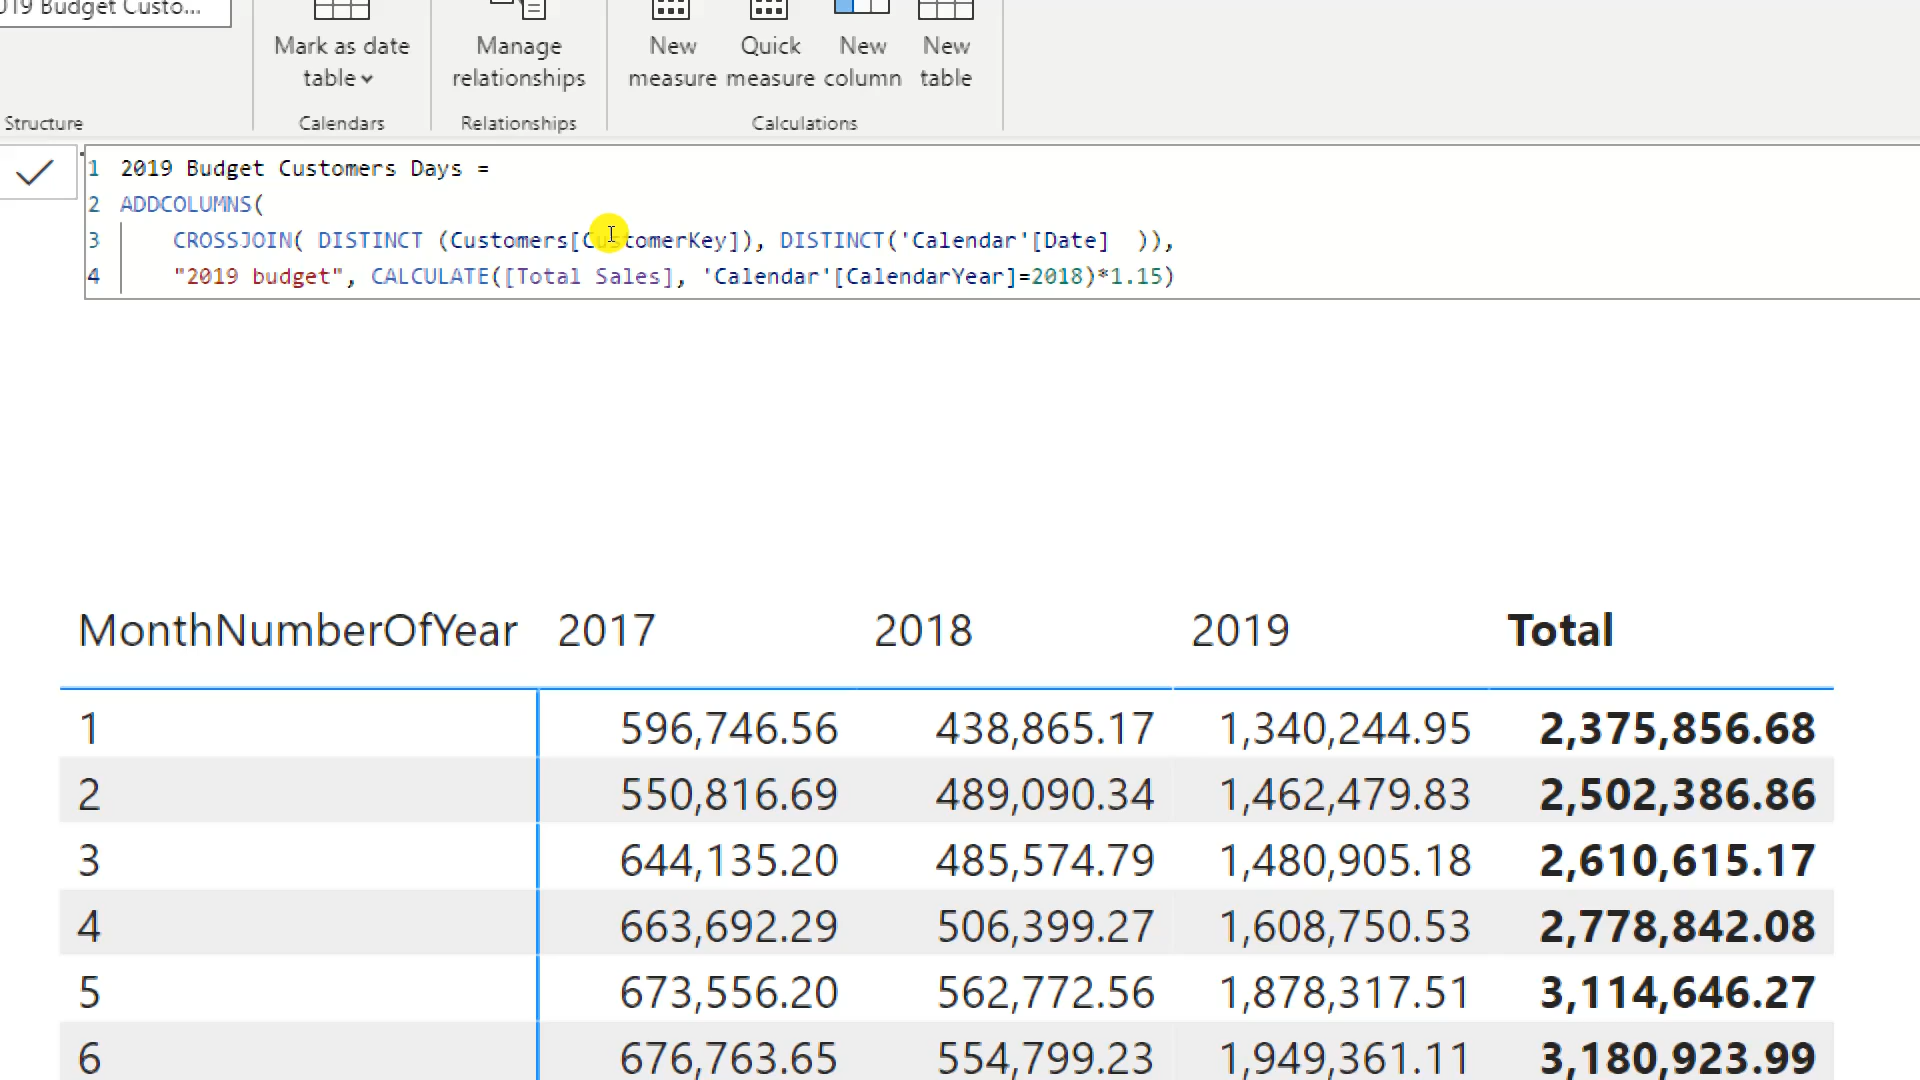 019 Budget Custo...
Mark as date
table
Manage
relationships
New
measure
Quick
measure
New
column
New
table
Structure
Calendars
Relationships
Calculations
1 2019 Budget Customers Days =
2 ADDCOLUMNS(
3 CROSSJOIN( DISTINCT (Customers[CustomerKey]), DISTINCT('Calendar'[Date] )),
4 "2019 budget", CALCULATE([Total Sales], 'Calendar'[CalendarYear]=2018)*1.15)
MonthNumberOfYear 2017 2018 2019 Total
1 596,746.56 438,865.17 1,340,244.95 2,375,856.68
2 550,816.69 489,090.34 1,462,479.83 2,502,386.86
3 644,135.20 485,574.79 1,480,905.18 2,610,615.17
4 663,692.29 506,399.27 1,608,750.53 2,778,842.08
5 673,556.20 562,772.56 1,878,317.51 3,114,646.27
6 676,763.65 554,799.23 1,949,361.11 3,180,923.99